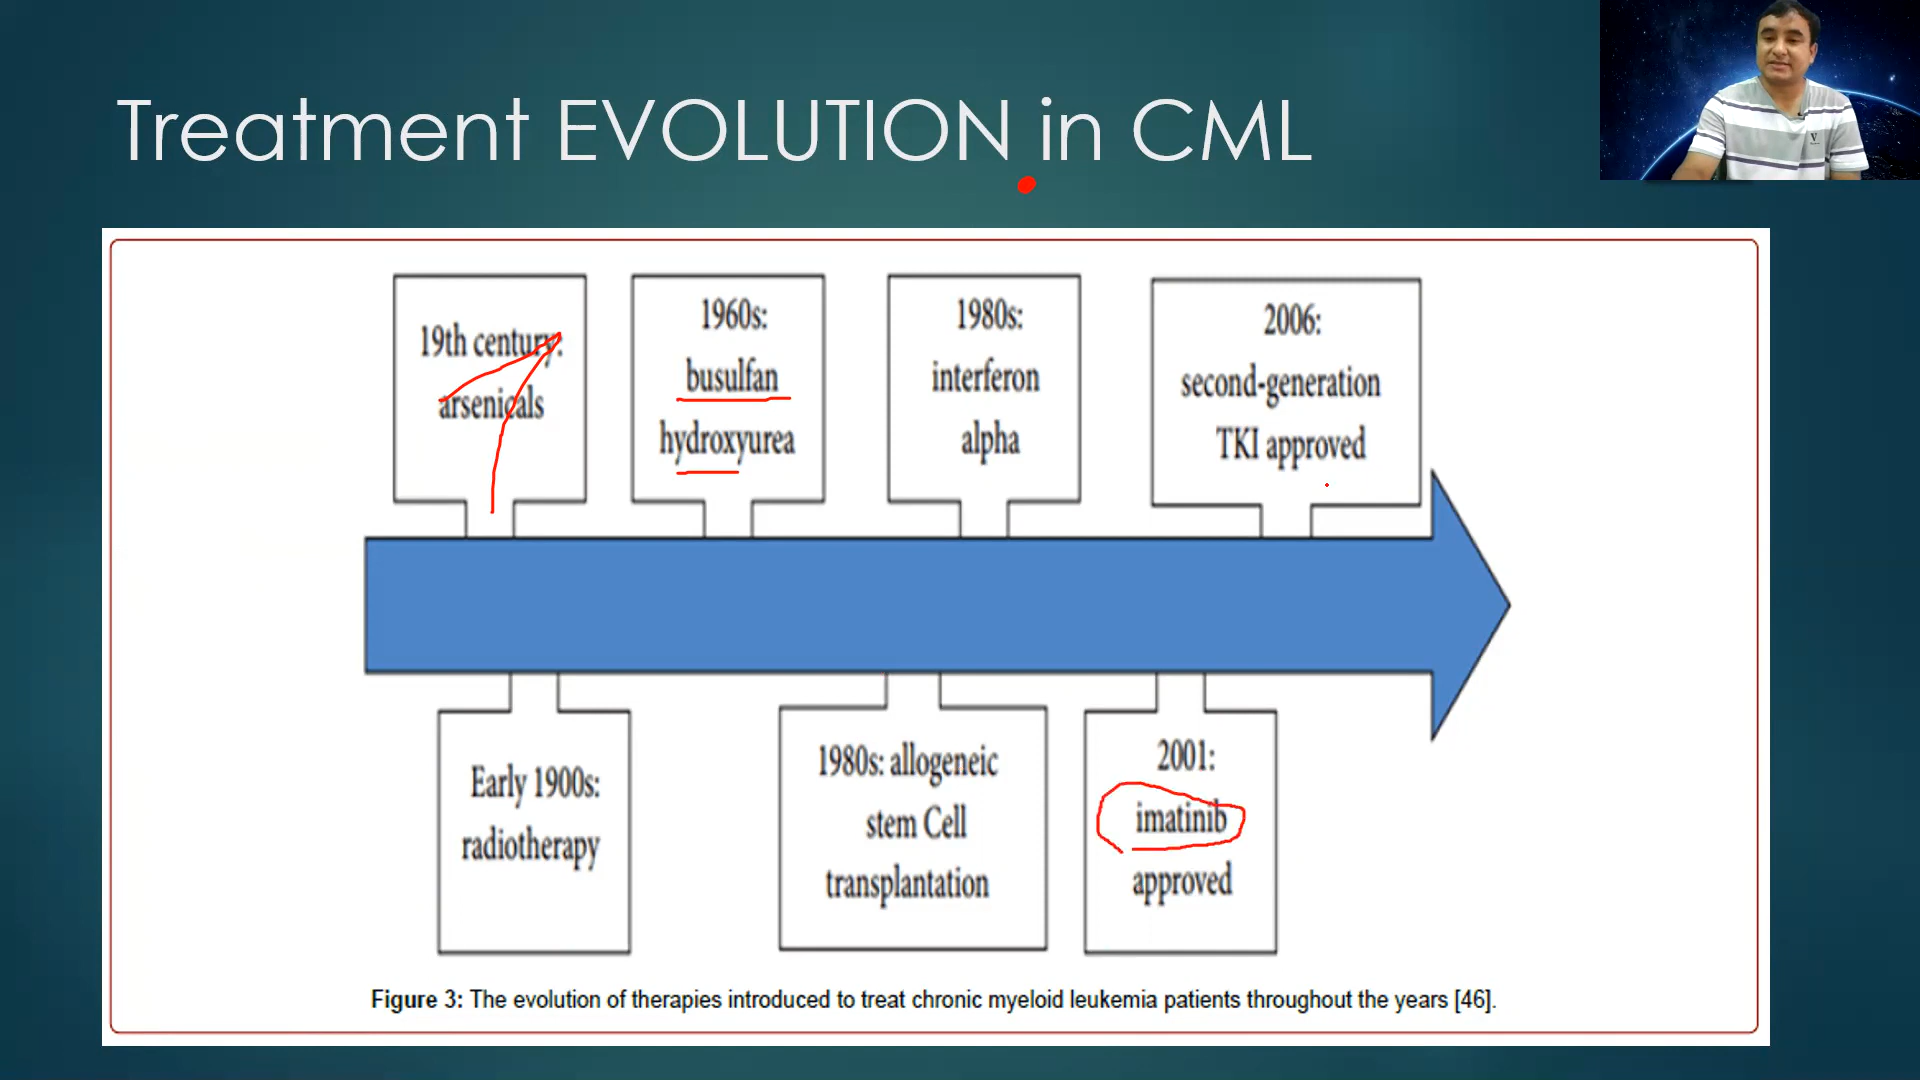 Treatment EVOLUTION in CML
19th century:
arsenicals
1960s:
busulfan
hydroxyurea
1980s:
interferon
alpha
2006:
second-generation
TKI approved
Early 1900s:
radiotherapy
1980s: allogeneic
stem Cell
transplantation
2001:
imatinib
approved
Figure 3: The evolution of therapies introduced to treat chronic myeloid leukemia patients throughout the years [46].